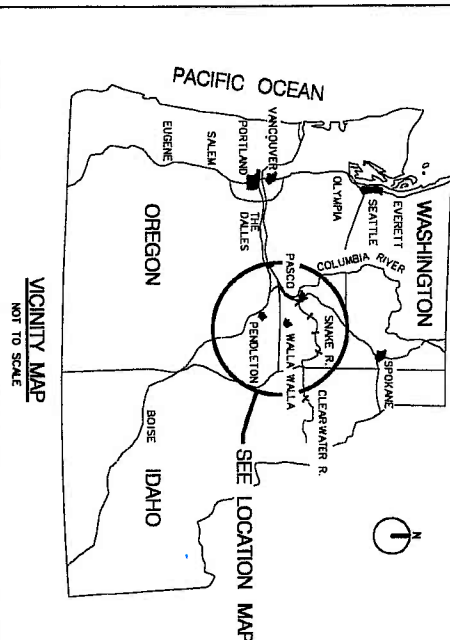 PACIFIC OCEAN
WASHINGTON
EVERETT
SEATTLE
OLYMPIA
VANCOUVER
PORTLAND
SALEM
EUGENE
THE DALLES
OREGON
COLUMBIA RIVER
SPOKANE
PASCO
SNAKE R.
WALLA WALLA
PENDLETON
CLEARWATER R.
BOISE
IDAHO
SEE LOCATION MAP
N
VICINITY MAP
NOT TO SCALE